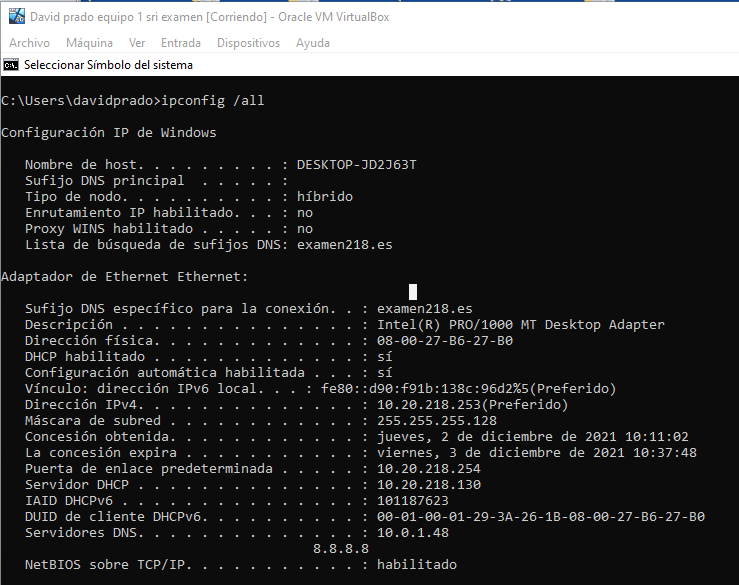 David prado equipo 1 sri examen [Corriendo] - Oracle VM VirtualBox
Archivo Máquina Ver Entrada Dispositivos Ayuda
Seleccionar Símbolo del sistema
C:\Users\davidprado>ipconfig /all
Configuración IP de Windows
Nombre de host. . . . . . . . . : DESKTOP-JD2J63T
Sufijo DNS principal  . . . . . :
Tipo de nodo. . . . . . . . . . : híbrido
Enrutamiento IP habilitado. . . : no
Proxy WINS habilitado . . . . . : no
Lista de búsqueda de sufijos DNS: examen218.es
Adaptador de Ethernet Ethernet:
Sufijo DNS específico para la conexión. . : examen218.es
Descripción . . . . . . . . . . . . . . . : Intel(R) PRO/1000 MT Desktop Adapter
Dirección física. . . . . . . . . . . . . : 08-00-27-B6-27-B0
DHCP habilitado . . . . . . . . . . . . . : sí
Configuración automática habilitada . . . : sí
Vínculo: dirección IPv6 local. . . : fe80::d90:f91b:138c:96d2%5(Preferido)
Dirección IPv4. . . . . . . . . . . . . . : 10.20.218.253(Preferido)
Máscara de subred . . . . . . . . . . . . : 255.255.255.128
Concesión obtenida. . . . . . . . . . . . : jueves, 2 de diciembre de 2021 10:11:02
La concesión expira . . . . . . . . . . . : viernes, 3 de diciembre de 2021 10:37:48
Puerta de enlace predeterminada . . . . . : 10.20.218.254
Servidor DHCP . . . . . . . . . . . . . . : 10.20.218.130
IAID DHCPv6 . . . . . . . . . . . . . . . : 101187623
DUID de cliente DHCPv6. . . . . . . . . . : 00-01-00-01-29-3A-26-1B-08-00-27-B6-27-B0
Servidores DNS. . . . . . . . . . . . . . : 10.0.1.48
8.8.8.8
NetBIOS sobre TCP/IP. . . . . . . . . . . : habilitado